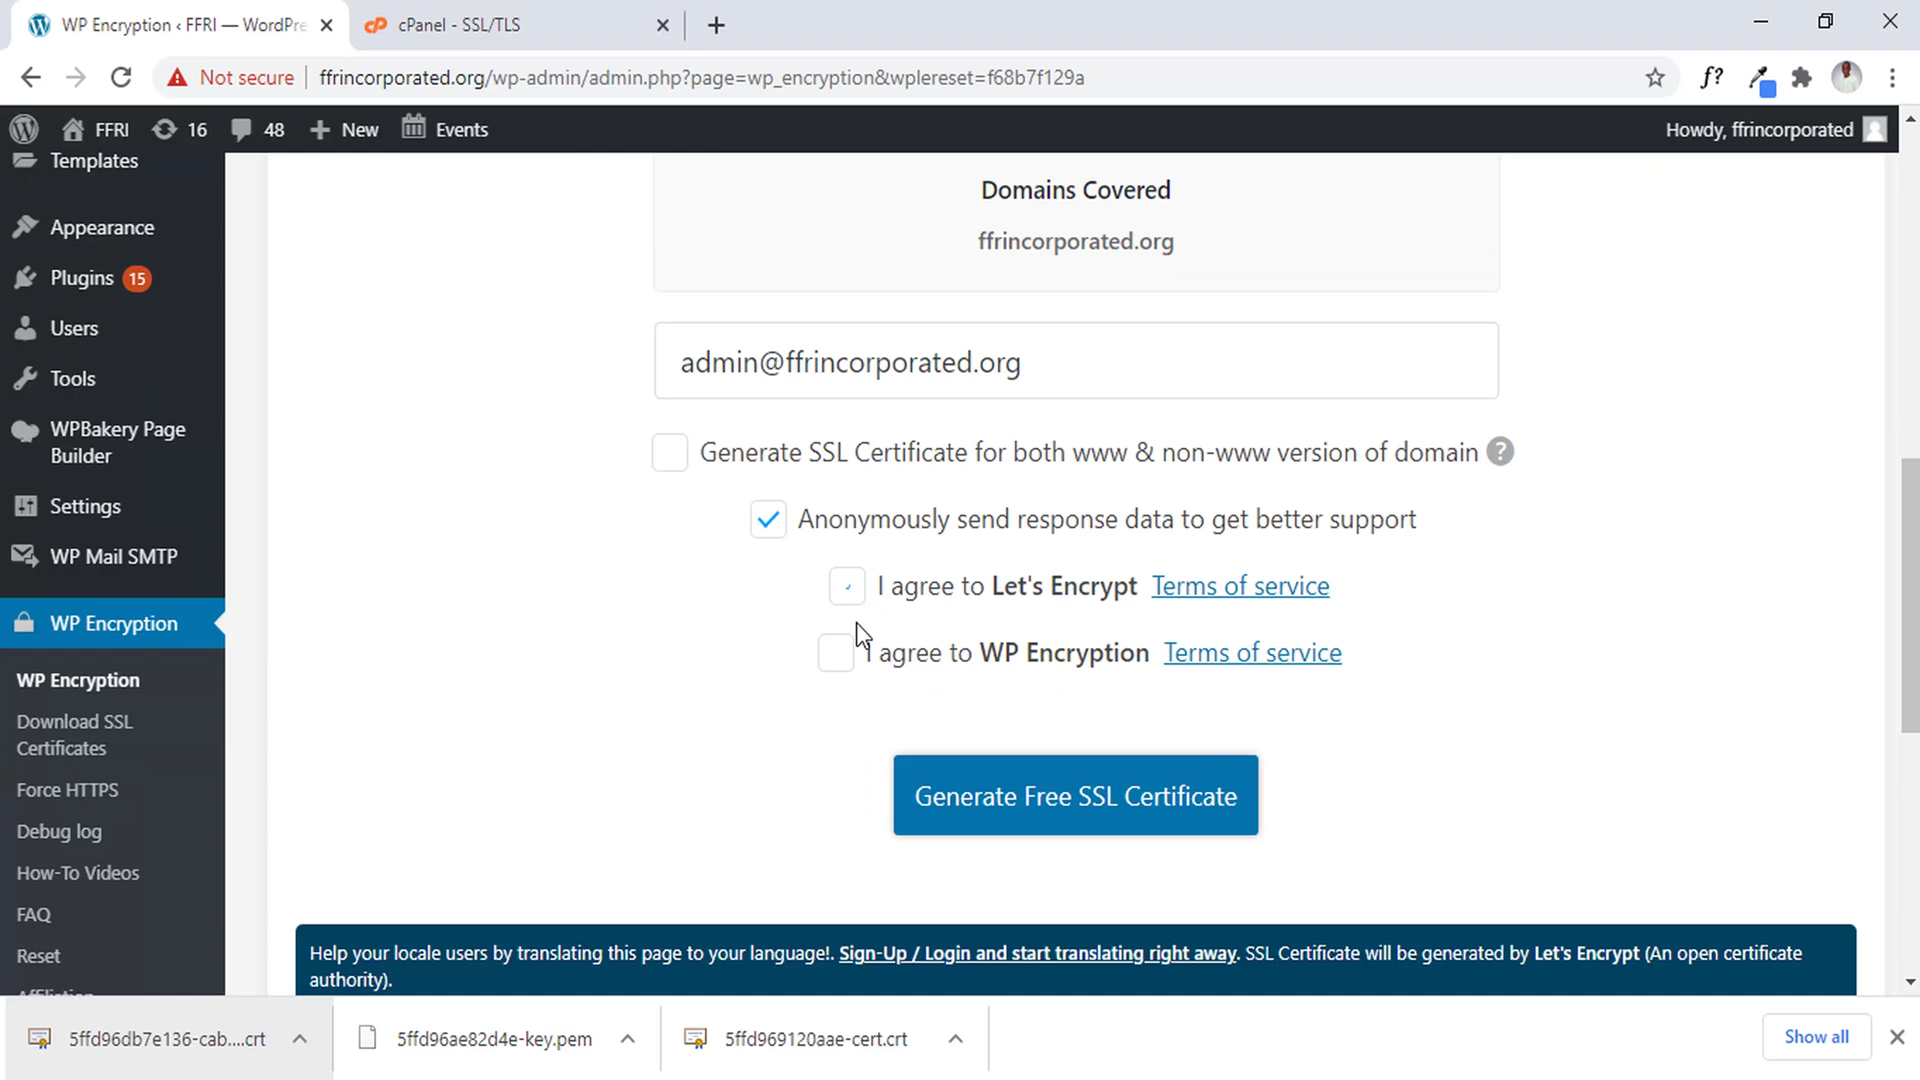 WP Encryption ‹ FFRI — WordPre
cPanel - SSL/TLS
Not secure
ffrincorporated.org/wp-admin/admin.php?page=wp_encryption&wplereset=f68b7f129a
f?
FFRI
16
48
New
Events
Howdy, ffrincorporated
Templates
Appearance
Plugins 15
Users
Tools
WPBakery Page
Builder
Settings
WP Mail SMTP
WP Encryption
WP Encryption
Download SSL
Certificates
Force HTTPS
Debug log
How-To Videos
FAQ
Reset
Affiliation
Domains Covered
ffrincorporated.org
admin@ffrincorporated.org
Generate SSL Certificate for both www & non-www version of domain ?
Anonymously send response data to get better support
I agree to Let's Encrypt Terms of service
I agree to WP Encryption Terms of service
Generate Free SSL Certificate
Help your locale users by translating this page to your language!. Sign-Up / Login and start translating right away. SSL Certificate will be generated by Let's Encrypt (An open certificate
authority).
5ffd96db7e136-cab....crt
5ffd96ae82d4e-key.pem
5ffd969120aae-cert.crt
Show all